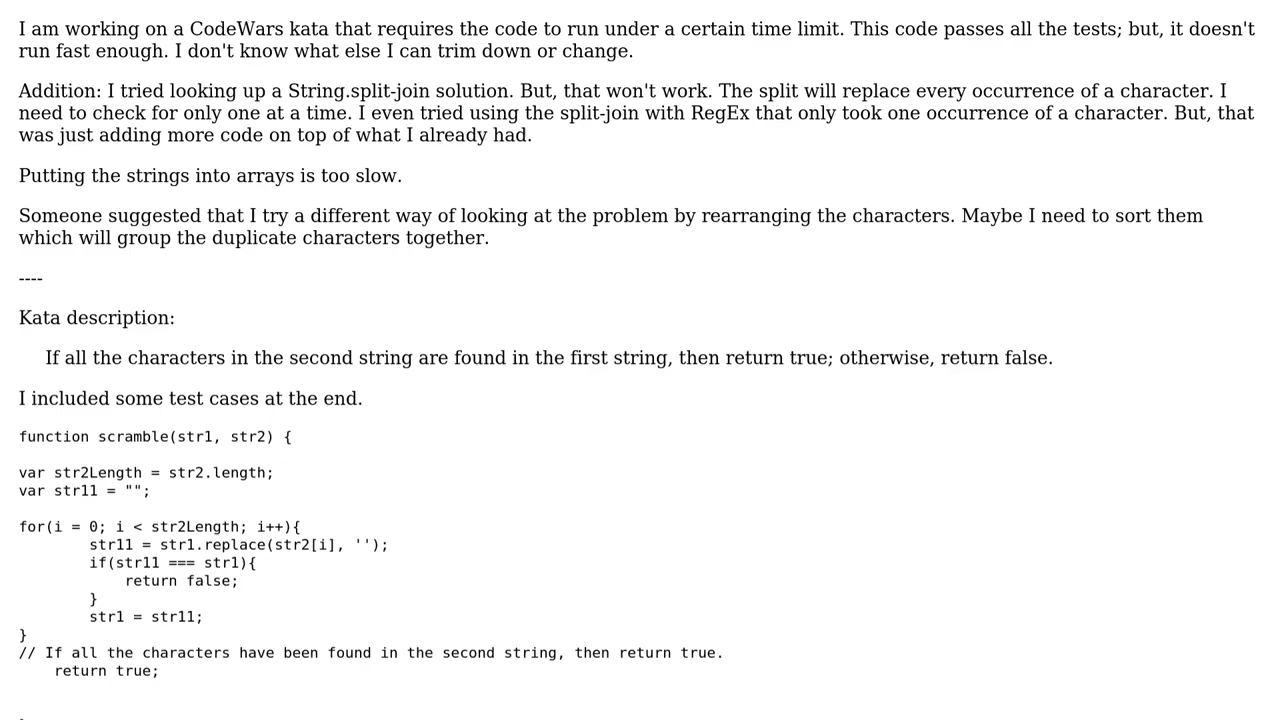 I am working on a CodeWars kata that requires the code to run under a certain time limit. This code passes all the tests; but, it doesn't
run fast enough. I don't know what else I can trim down or change.
Addition: I tried looking up a String.split-join solution. But, that won't work. The split will replace every occurrence of a character. I
need to check for only one at a time. I even tried using the split-join with RegEx that only took one occurrence of a character. But, that
was just adding more code on top of what I already had.
Putting the strings into arrays is too slow.
Someone suggested that I try a different way of looking at the problem by rearranging the characters. Maybe I need to sort them
which will group the duplicate characters together.
----
Kata description:
If all the characters in the second string are found in the first string, then return true; otherwise, return false.
I included some test cases at the end.
function scramble(str1, str2) {
var str2Length = str2.length;
var str11 = "";
for(i = 0; i < str2Length; i++){
        str11 = str1.replace(str2[i], '');
        if(str11 === str1){
            return false;
        }
        str1 = str11;
}
// If all the characters have been found in the second string, then return true.
    return true;